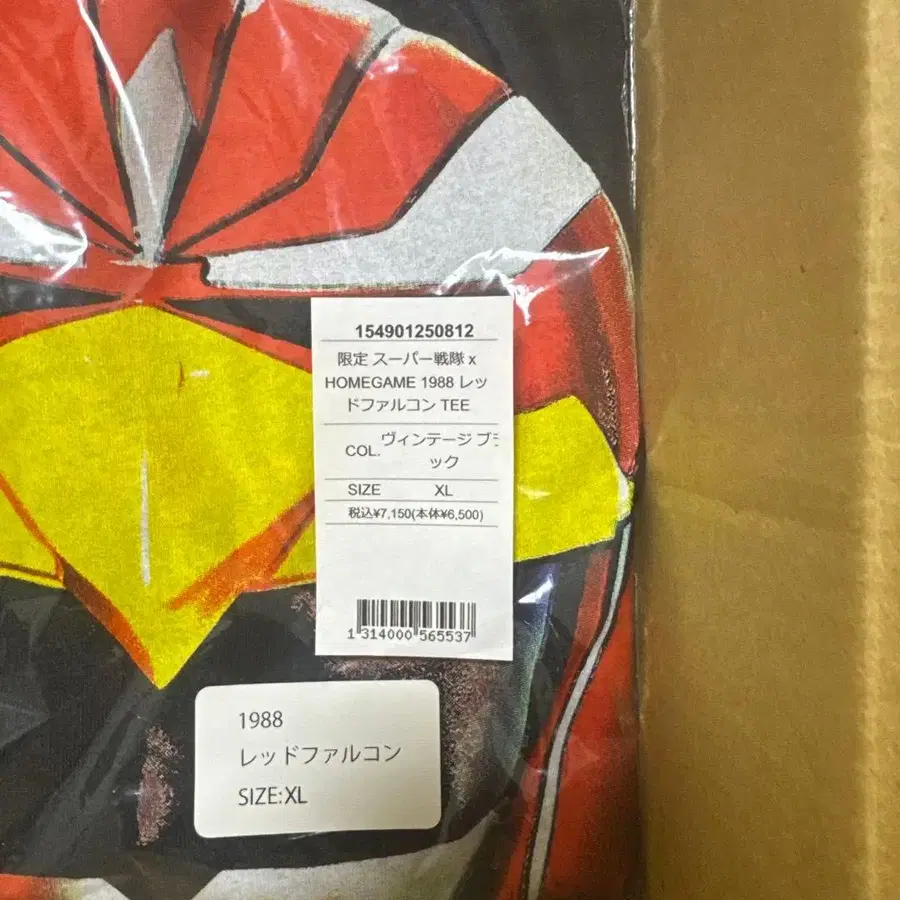 154901250812
限定 スーパー戦隊 x
HOMEGAME 1988 レッ
ドファルコン TEE
COL. ヴィンテージ ブラ
ック
SIZE XL
税込¥7,150(本体¥6,500)
1 314000 565537
1988
レッドファルコン
SIZE:XL